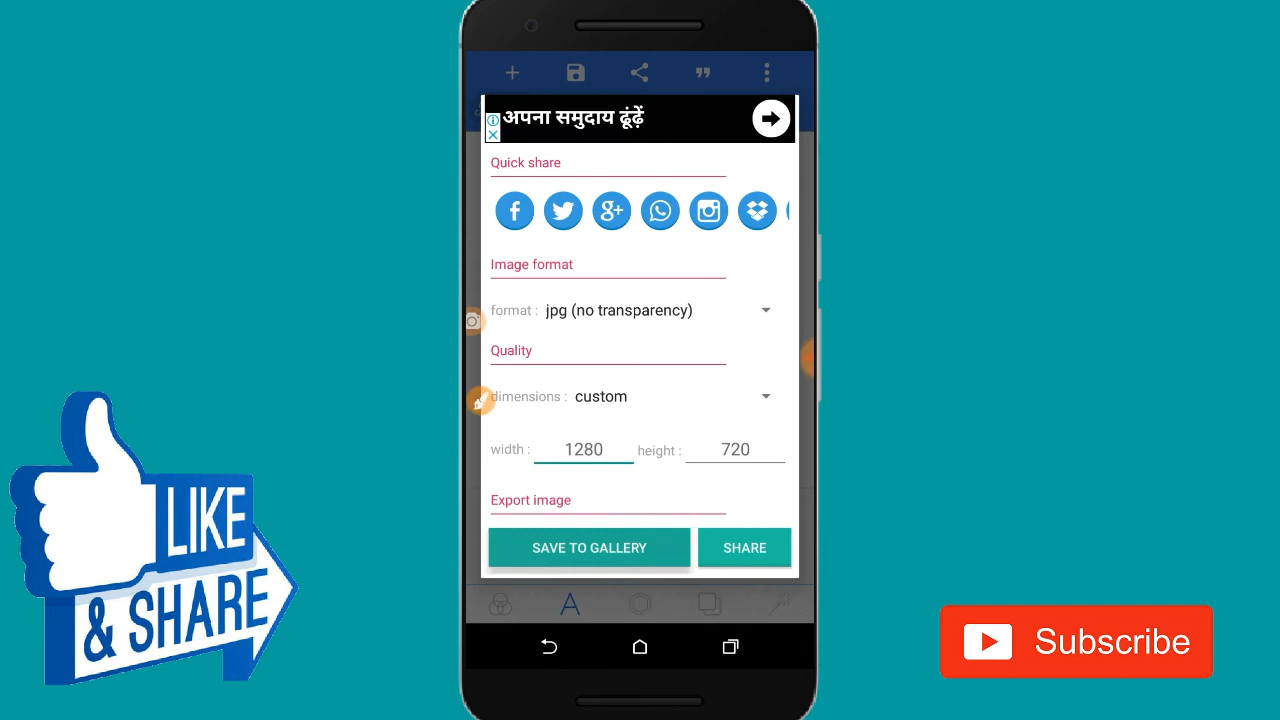 अपना समुदाय ढूंढ़ें
Quick share
Image format
format : jpg (no transparency)
Quality
dimensions : custom
width : 1280 height : 720
Export image
SAVE TO GALLERY SHARE
LIKE
& SHARE
Subscribe